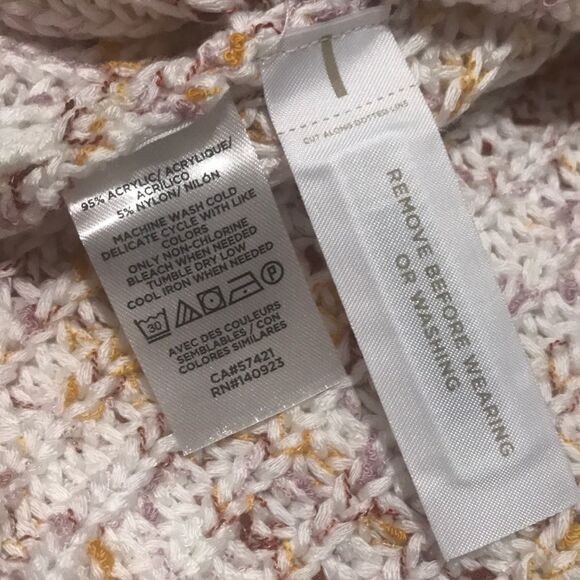 95% ACRYLIC/ ACRYLIQUE/
ACRÍLICO
5% NYLON/ NILÓN
MACHINE WASH COLD
DELICATE CYCLE WITH LIKE
COLORS
ONLY NON-CHLORINE
BLEACH WHEN NEEDED
TUMBLE DRY LOW
COOL IRON WHEN NEEDED
30
P
AVEC DES COULEURS
SEMBLABLES / CON
COLORES SIMILARES
CA#57421
RN#140923
CUT ALONG DOTTED LINE
REMOVE BEFORE WEARING
OR WASHING